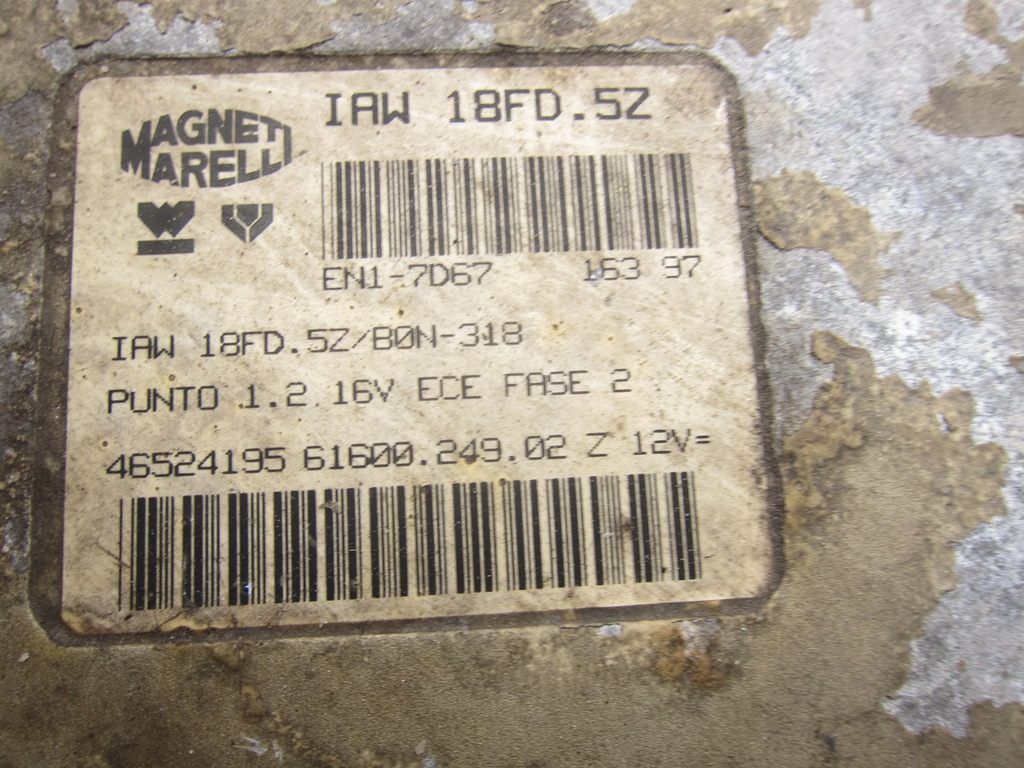 MAGNETI
MARELLI
IAW 18FD.5Z
EN1-7D67 163 97
IAW 18FD.5Z/B0N-318
PUNTO 1.2 16V ECE FASE 2
46524195 61600.249.02 Z 12V=